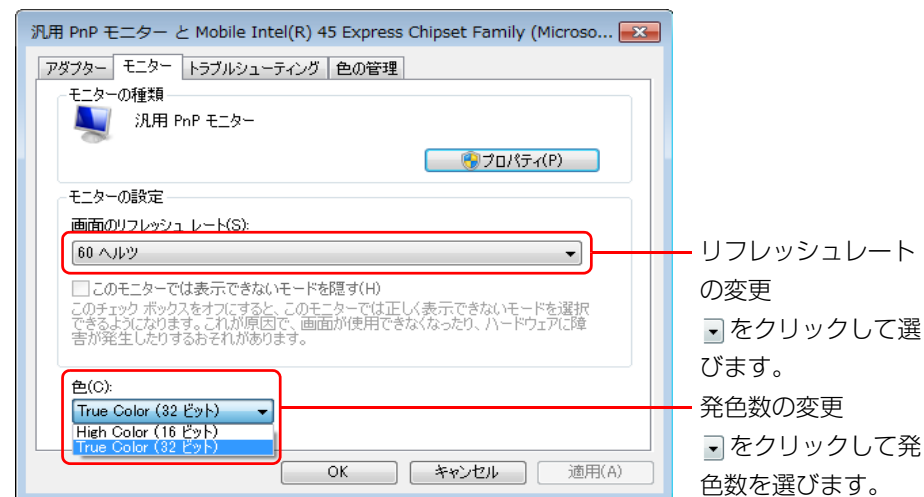 汎用 PnP モニター と Mobile Intel(R) 45 Express Chipset Family (Microso...
アダプター モニター トラブルシューティング 色の管理
モニターの種類
汎用 PnP モニター
プロパティ(P)
モニターの設定
画面のリフレッシュ レート(S):
60 ヘルツ
このモニターでは表示できないモードを隠す(H)
このチェック ボックスをオフにすると、このモニターでは正しく表示できないモードを選択
できるようになります。これが原因で、画面が使用できなくなったり、ハードウェアに障
害が発生したりするおそれがあります。
色(C):
True Color (32 ビット)
High Color (16 ビット)
True Color (32 ビット)
OK キャンセル 適用(A)
リフレッシュレート
の変更
をクリックして選
びます。
発色数の変更
をクリックして発
色数を選びます。